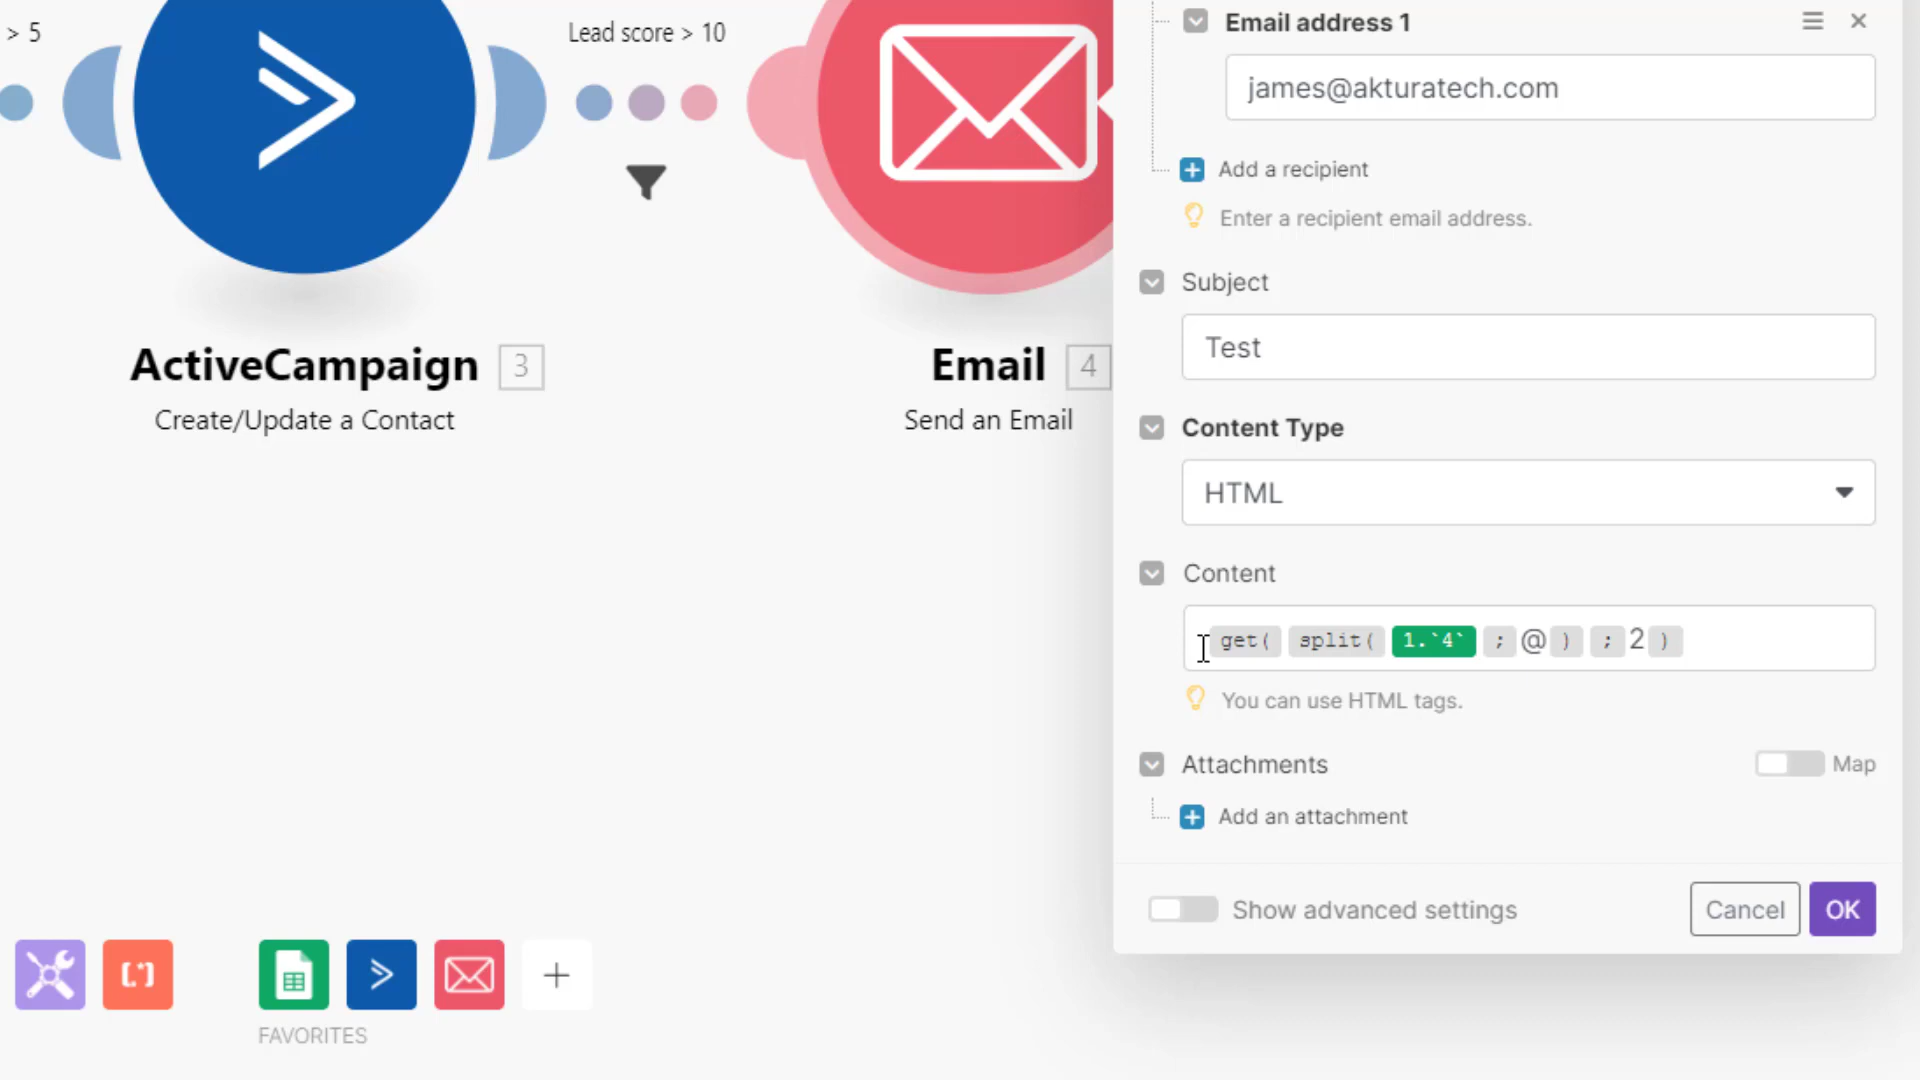 > 5
Lead score > 10
ActiveCampaign 3
Create/Update a Contact
Email 4
Send an Email
Email address 1
james@akturatech.com
Add a recipient
Enter a recipient email address.
Subject
Test
Content Type
HTML
Content
get( split( 1.`4` ; @ ) ; 2 )
You can use HTML tags.
Attachments
Map
Add an attachment
Show advanced settings
Cancel
OK
[.*]
FAVORITES